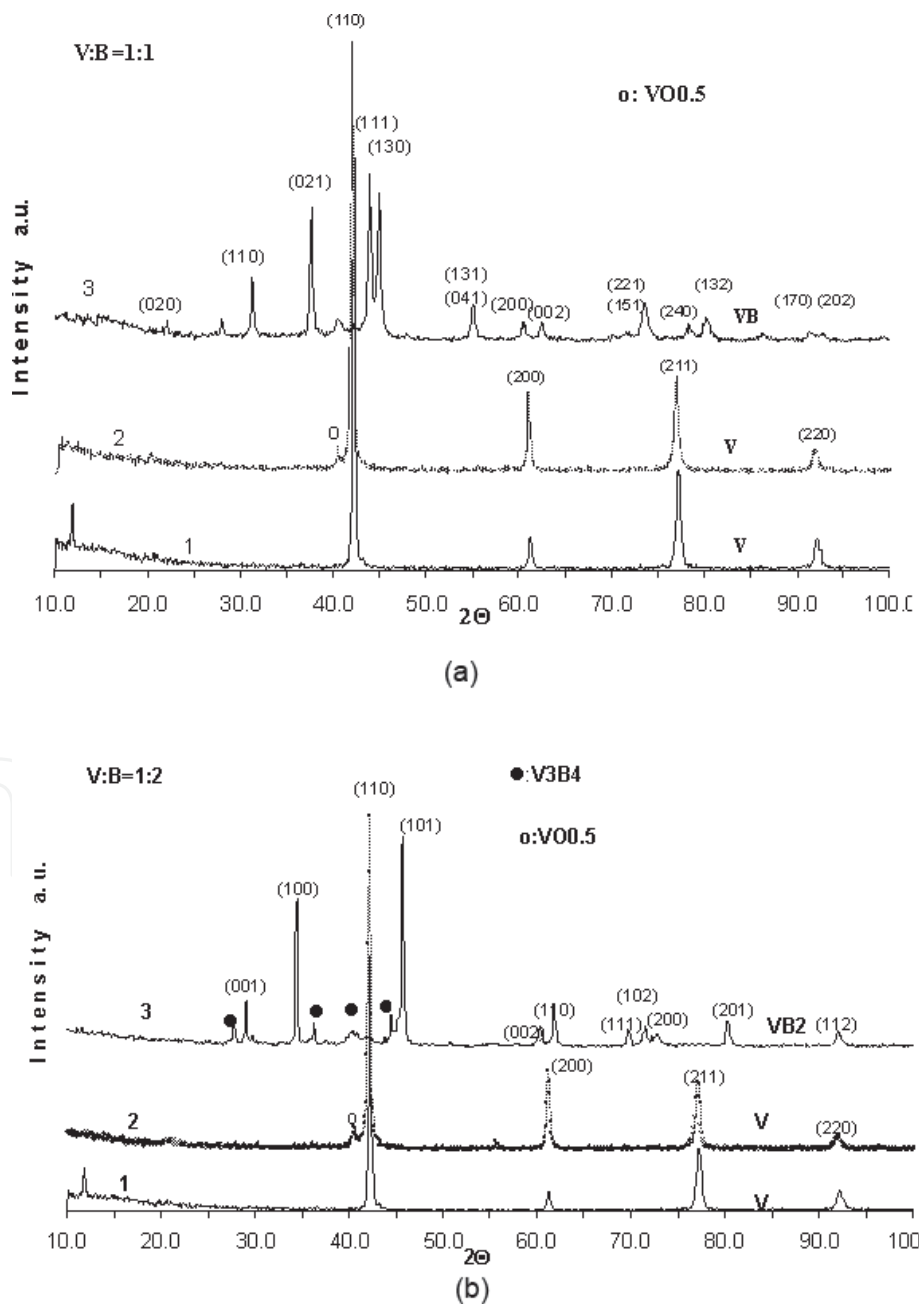 (110)
V:B=1:1
o: VO0.5
(111)
(130)
(021)
(110)
3
(020)
(131)
(041)
(200)
(002)
(221)
(151)
(240)
(132)
VB
(170) (202)
Intensity a.u.
2
0
(200)
(211)
V
(220)
1
V
10.0 20.0 30.0 40.0 50.0 60.0 70.0 80.0 90.0 100.0
2Θ
(a)
V:B=1:2
●:V3B4
(110)
o:VO0.5
(101)
(100)
3
(001)
(002)
(110)
(111)
(102)
(200)
(201)
VB2
(112)
Intensity a.u.
2
0
(200)
(211)
V
(220)
1
V
10.0 20.0 30.0 40.0 50.0 60.0 70.0 80.0 90.0 100.0
2Θ
(b)